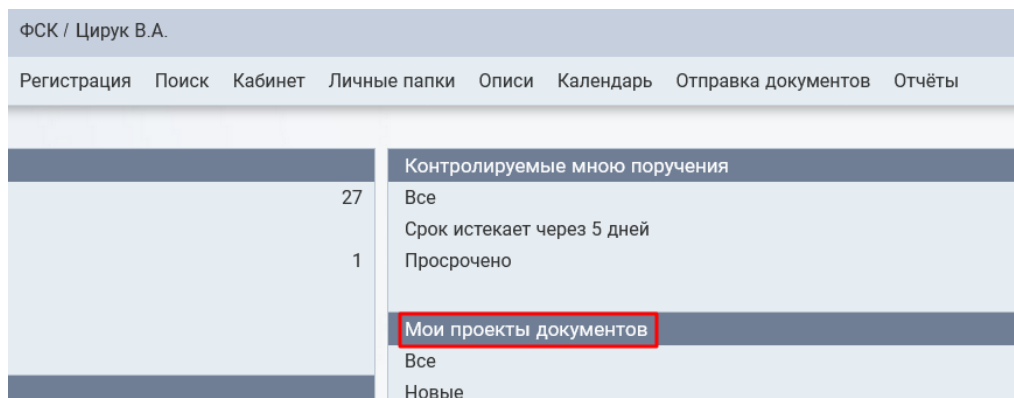 ФСК / Цирук В.А.
Регистрация Поиск Кабинет Личные папки Описи Календарь Отправка документов Отчёты
Контролируемые мною поручения
27 Все
Срок истекает через 5 дней
1 Просрочено
Мои проекты документов
Все
Новые